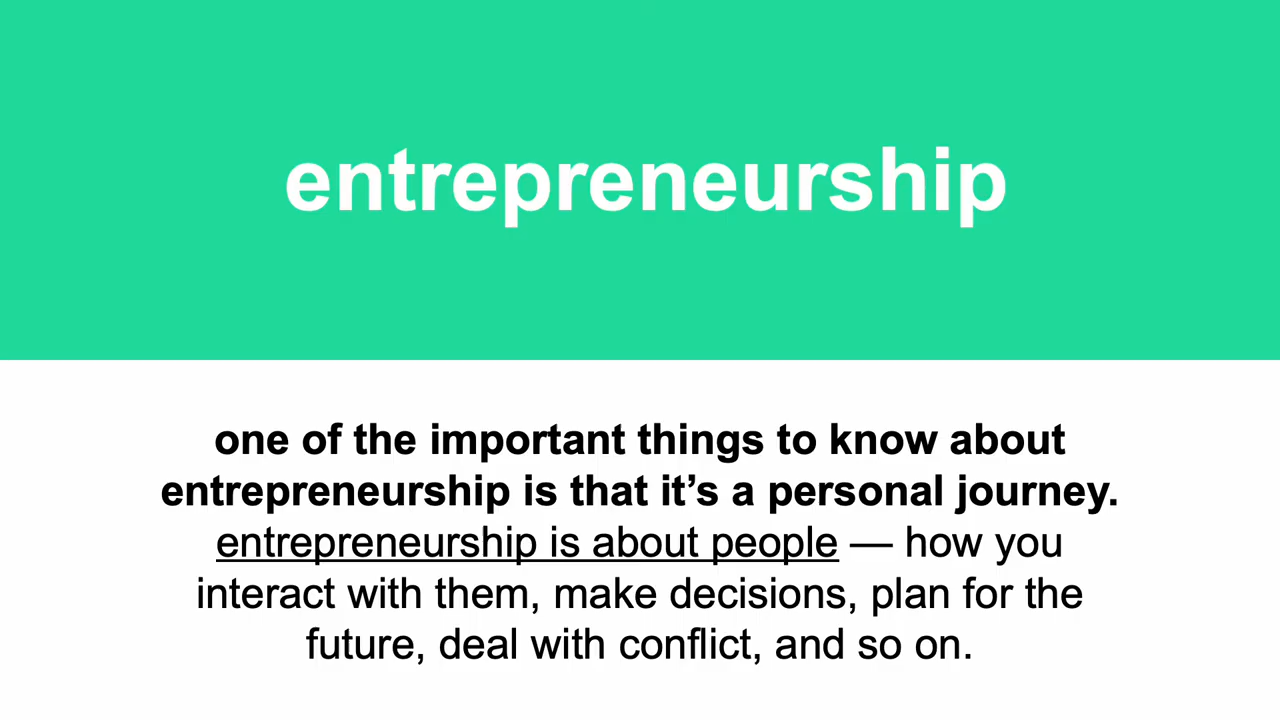 entrepreneurship
one of the important things to know about
entrepreneurship is that it’s a personal journey.
entrepreneurship is about people — how you
interact with them, make decisions, plan for the
future, deal with conflict, and so on.